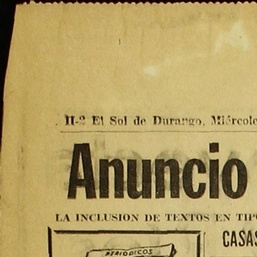 II-2 El Sol de Durango, Miércole
Anuncio
LA INCLUSION DE TEXTOS EN TIP
CASAS
PERIODICOS